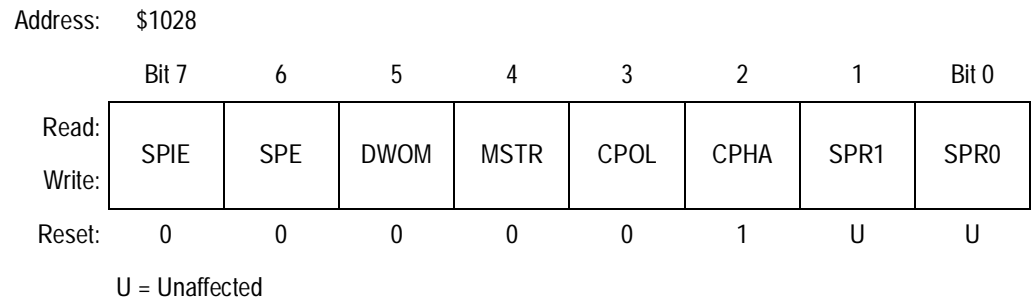 Address: $1028
Bit 7 6 5 4 3 2 1 Bit 0
Read:
SPIE SPE DWOM MSTR CPOL CPHA SPR1 SPR0
Write:
Reset: 0 0 0 0 0 1 U U
U = Unaffected